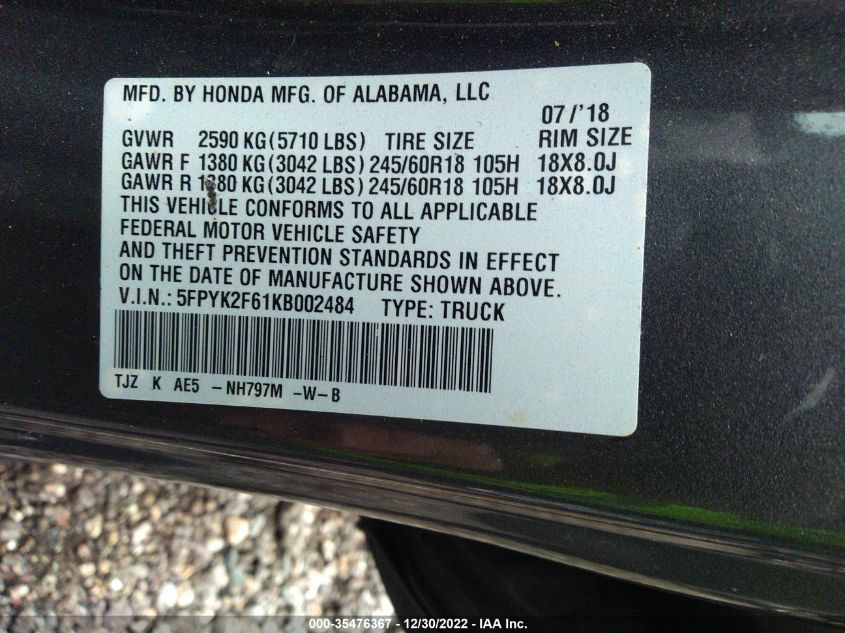 MFD. BY HONDA MFG. OF ALABAMA, LLC
07/'18
GVWR 2590 KG(5710 LBS) TIRE SIZE RIM SIZE
GAWR F 1380 KG(3042 LBS) 245/60R18 105H 18X8.0J
GAWR R 1380 KG(3042 LBS) 245/60R18 105H 18X8.0J
THIS VEHICLE CONFORMS TO ALL APPLICABLE
FEDERAL MOTOR VEHICLE SAFETY
AND THEFT PREVENTION STANDARDS IN EFFECT
ON THE DATE OF MANUFACTURE SHOWN ABOVE.
V.I.N.: 5FPYK2F61KB002484 TYPE: TRUCK
TJZ K AE5 -NH797M -W-B
000-35476367 - 12/30/2022 - IAA Inc.